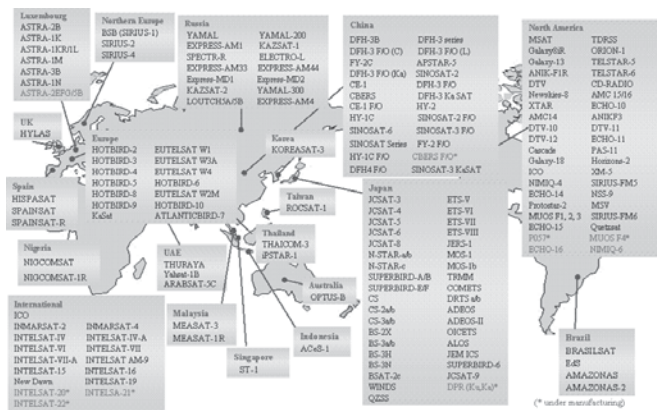 Luxembourg
ASTRA-2B
ASTRA-1K
ASTRA-1KR/1L
ASTRA-1M
ASTRA-3B
ASTRA-1N
ASTRA-2EFG/5B
Northern Europe
BSB (SIRIUS-1)
SIRIUS-2
SIRIUS-4
Russia
YAMAL YAMAL-200
EXPRESS-AM1 KAZSAT-1
SPECTR-R ELECTRO-L
EXPRESS-AM33 EXPRESS-AM44
Express-MD1 Express-MD2
KAZSAT-2 YAMAL-300
LOUTCH5A/5B EXPRESS-AM4
China
DFH-3B DFH-3 series
DFH-3 F/O (C) DFH-3 F/O (L)
FY-2C APSTAR-5
DFH-3 F/O (Ka) SINOSAT-2
CE-1 DFH-3 F/O
CBERS DFH-3 Ka SAT
CE-1 F/O HY-2
HY-1C SINOSAT-2 F/O
SINOSAT-6 SINOSAT-3 F/O
SINOSAT Series FY-2 F/O
HY-1C F/O CBERS F/O*
DFH4 F/O SINOSAT-3 KaSAT
North America
MSAT TDRSS
Galaxy8iR ORION-1
Galaxy-13 TELSTAR-5
ANIK-F1R TELSTAR-6
DTV CD-RADIO
Newskies-8 AMC 15/16
XTAR ECHO-10
AMC14 ANIKF3
DTV-10 DTV-11
DTV-12 ECHO-11
Cascade PAS-11
Galaxy-18 Horizons-2
ICO XM-5
NIMIQ-4 SIRIUS-FM5
ECHO-14 NSS-9
Protostar-2 MSV
MUOS F1, 2, 3 SIRIUS-FM6
ECHO-15 Quetzsat
P057* MUOS F4*
ECHO-16 NIMIQ-6
UK
HYLAS
Europe
HOTBIRD-2 EUTELSAT W1
HOTBIRD-3 EUTELSAT W3A
HOTBIRD-4 EUTELSAT W4
HOTBIRD-5 HOTBIRD-6
HOTBIRD-8 EUTELSAT W2M
HOTBIRD-9 HOTBIRD-10
KaSat ATLANTICBIRD-7
Korea
KOREASAT-3
Spain
HISPASAT
SPAINSAT
SPAINSAT-R
Taiwan
ROCSAT-1
Japan
JCSAT-3 ETS-V
JCSAT-4 ETS-VI
JCSAT-5 ETS-VII
JCSAT-6 ETS-VIII
JCSAT-8 JERS-1
N-STAR-a/b MOS-1
N-STAR-c MOS-1b
SUPERBIRD-A/B TRMM
SUPERBIRD-E/F COMETS
CS DRTS a/b
CS-2a/b ADEOS
CS-3a/b ADEOS-II
BS-2X OICETS
BS-3a/b ALOS
BS-3H JEM ICS
BS-3N SUPERBIRD-6
BSAT-2c JCSAT-9
WINDS DPR (Ku,Ka)*
QZSS
Nigeria
NIGCOMSAT
NIGCOMSAT-1R
UAE
THURAYA
Yahsat-1B
ARABSAT-5C
Thailand
THAICOM-3
iPSTAR-1
Australia
OPTUS-B
International
ICO
INMARSAT-2 INMARSAT-4
INTELSAT-IV INTELSAT-IV-A
INTELSAT-VI INTELSAT-VII
INTELSAT-VII-A INTELSAT AM-9
INTELSAT-15 INTELSAT-16
New Dawn INTELSAT-19
INTELSAT-20* INTELSA-21*
INTELSAT-22*
Malaysia
MEASAT-3
MEASAT-1R
Singapore
ST-1
Indonesia
ACeS-1
Brazil
BRASILSAT
EdS
AMAZONAS
AMAZONAS-2
(* under manufacturing)